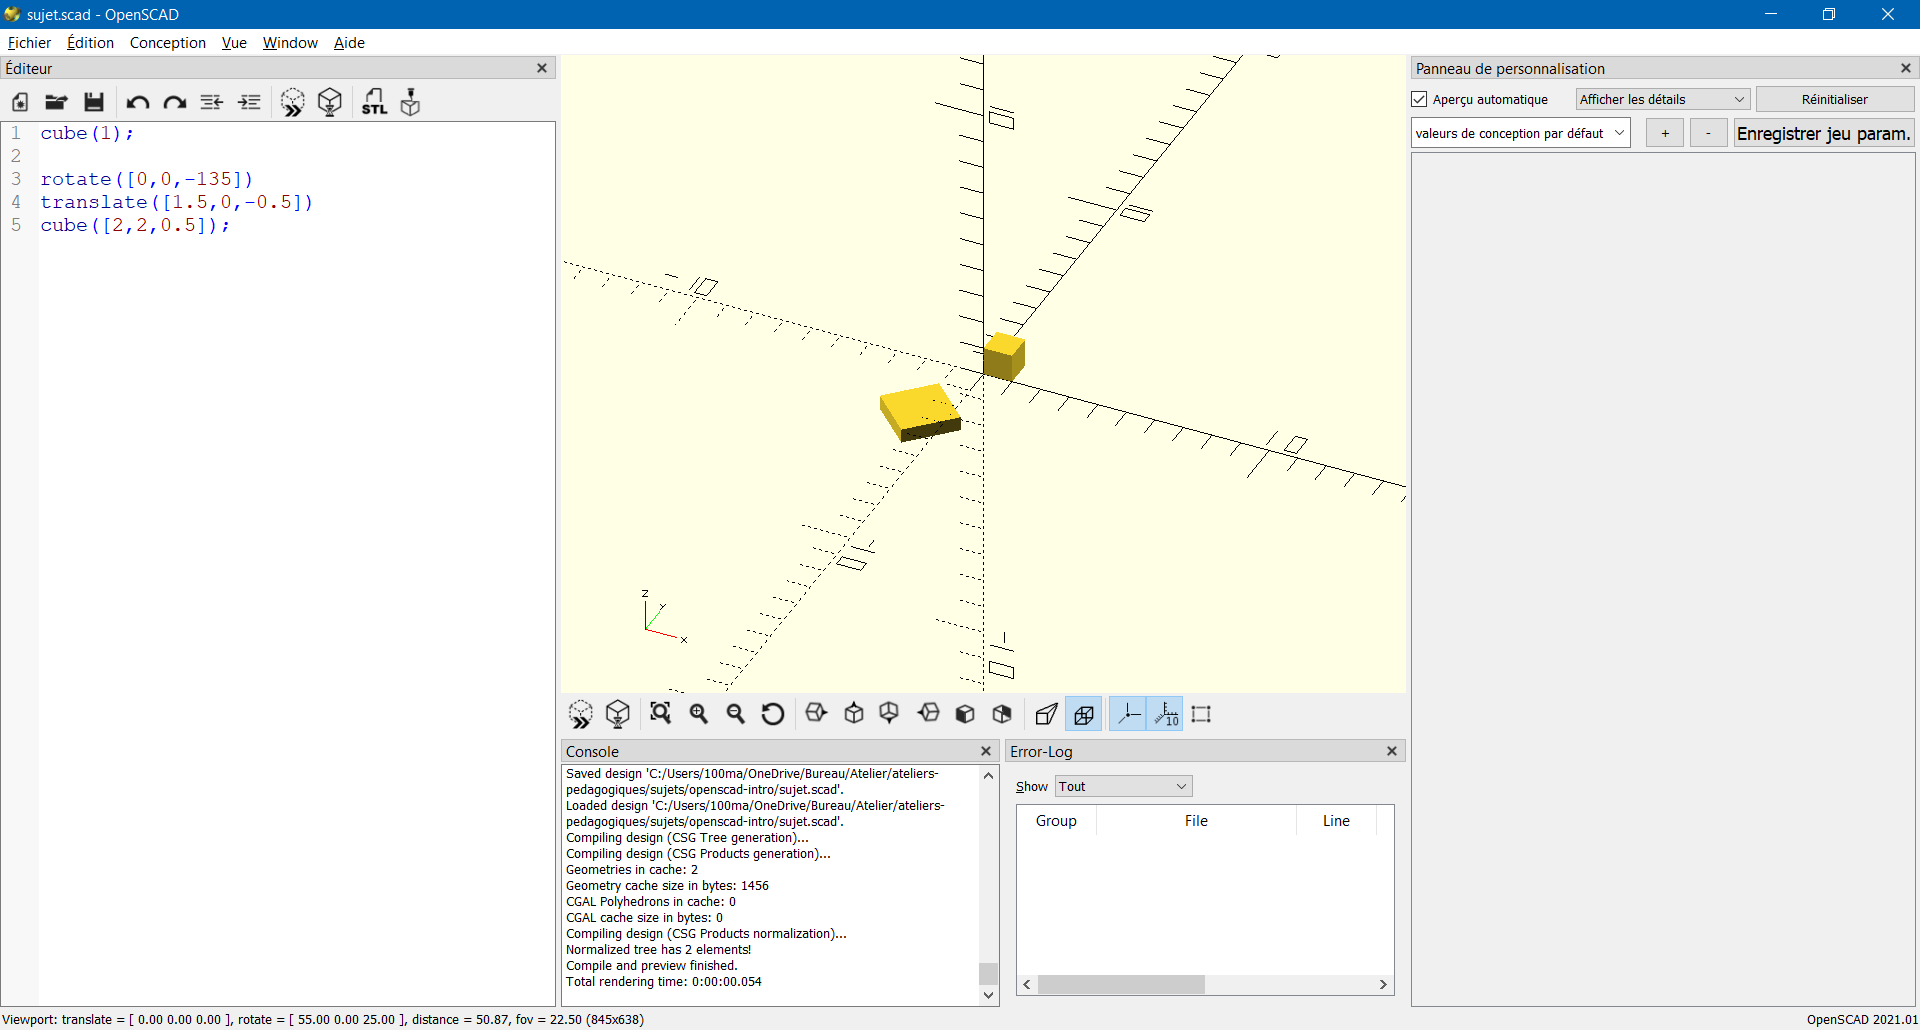 sujet.scad - OpenSCAD
Fichier Édition Conception Vue Window Aide
Éditeur
STL
1 cube(1);
2
3 rotate([0,0,-135])
4 translate([1.5,0,-0.5])
5 cube([2,2,0.5]);
z
y
x
10
Console
Saved design 'C:/Users/100ma/OneDrive/Bureau/Atelier/ateliers-
pedagogiques/sujets/openscad-intro/sujet.scad'.
Loaded design 'C:/Users/100ma/OneDrive/Bureau/Atelier/ateliers-
pedagogiques/sujets/openscad-intro/sujet.scad'.
Compiling design (CSG Tree generation)...
Compiling design (CSG Products generation)...
Geometries in cache: 2
Geometry cache size in bytes: 1456
CGAL Polyhedrons in cache: 0
CGAL cache size in bytes: 0
Compiling design (CSG Products normalization)...
Normalized tree has 2 elements!
Compile and preview finished.
Total rendering time: 0:00:00.054
Error-Log
Show Tout
Group File Line
Panneau de personnalisation
Aperçu automatique Afficher les détails Réinitialiser
valeurs de conception par défaut + - Enregistrer jeu param.
Viewport: translate = [ 0.00 0.00 0.00 ], rotate = [ 55.00 0.00 25.00 ], distance = 50.87, fov = 22.50 (845x638)
OpenSCAD 2021.01